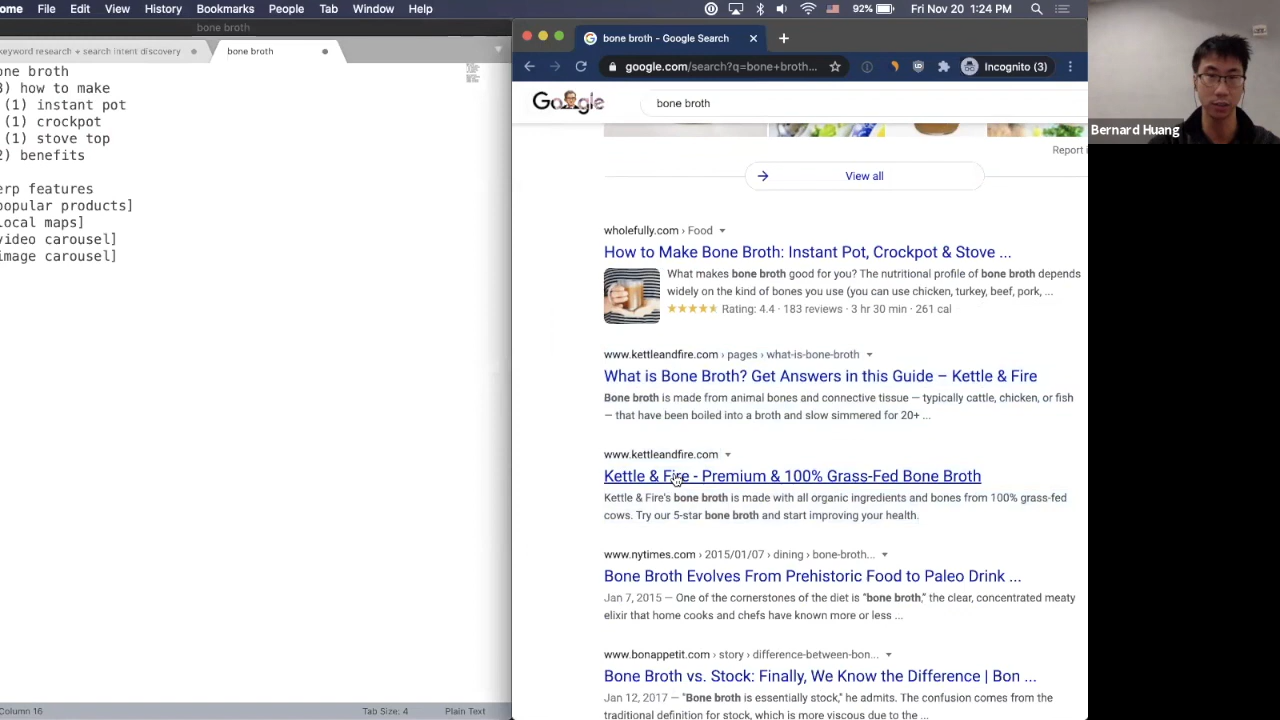 ome File Edit View History Bookmarks People Tab Window Help
92% Fri Nov 20 1:24 PM
bone broth
keyword research + search intent discovery
bone broth
one broth
3) how to make
(1) instant pot
(1) crockpot
(1) stove top
2) benefits
erp features
popular products]
local maps]
video carousel]
image carousel]
Column 16
Tab Size: 4
Plain Text
bone broth - Google Search
google.com/search?q=bone+broth...
Incognito (3)
Google
bone broth
Report i
View all
wholefully.com › Food
How to Make Bone Broth: Instant Pot, Crockpot & Stove ...
What makes bone broth good for you? The nutritional profile of bone broth depends
widely on the kind of bones you use (you can use chicken, turkey, beef, pork, ...
Rating: 4.4 · 183 reviews · 3 hr 30 min · 261 cal
www.kettleandfire.com › pages › what-is-bone-broth
What is Bone Broth? Get Answers in this Guide – Kettle & Fire
Bone broth is made from animal bones and connective tissue — typically cattle, chicken, or fish
— that have been boiled into a broth and slow simmered for 20+ ...
www.kettleandfire.com
Kettle & Fire - Premium & 100% Grass-Fed Bone Broth
Kettle & Fire's bone broth is made with all organic ingredients and bones from 100% grass-fed
cows. Try our 5-star bone broth and start improving your health.
www.nytimes.com › 2015/01/07 › dining › bone-broth...
Bone Broth Evolves From Prehistoric Food to Paleo Drink ...
Jan 7, 2015 — One of the cornerstones of the diet is “bone broth,” the clear, concentrated meaty
elixir that home cooks and chefs have known more or less ...
www.bonappetit.com › story › difference-between-bon...
Bone Broth vs. Stock: Finally, We Know the Difference | Bon ...
Jan 12, 2017 — "Bone broth is essentially stock," he admits. The confusion comes from the
traditional definition for stock, which is more viscous due to the ...
Bernard Huang